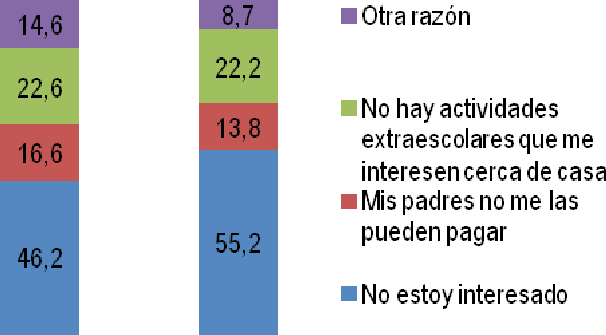 14,6
22,6
16,6
46,2
8,7
22,2
13,8
55,2
Otra razón
No hay actividades
extraescolares que me
interesen cerca de casa
Mis padres no me las
pueden pagar
No estoy interesado